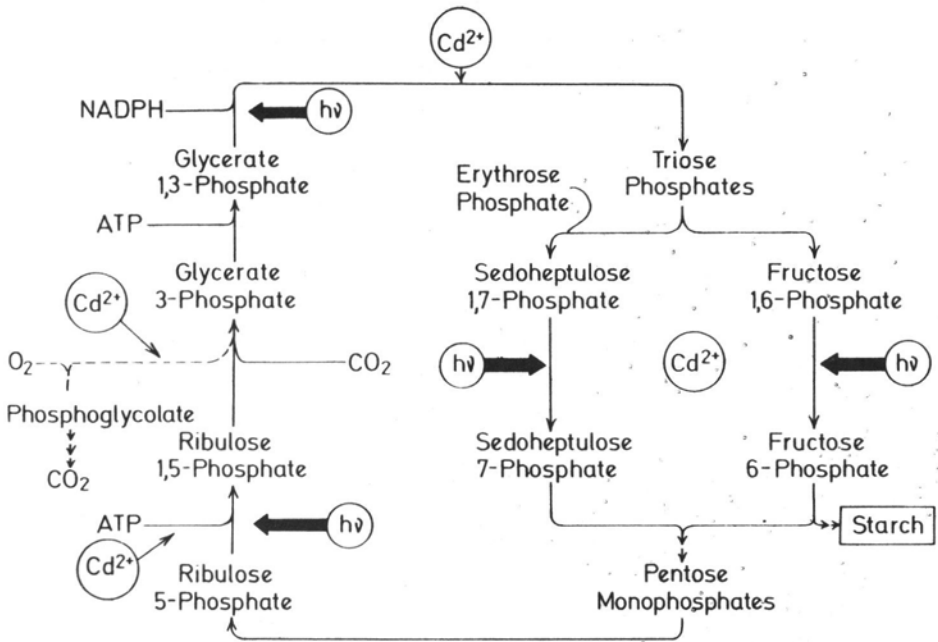 Cd²⁺
NADPH
hν
Glycerate
1,3-Phosphate
Triose
Phosphates
Erythrose
Phosphate
ATP
Glycerate
3-Phosphate
Sedoheptulose
1,7-Phosphate
Fructose
1,6-Phosphate
Cd²⁺
O₂
CO₂
hν
Cd²⁺
hν
Phosphoglycolate
CO₂
Ribulose
1,5-Phosphate
Sedoheptulose
7-Phosphate
Fructose
6-Phosphate
ATP
hν
Starch
Cd²⁺
Ribulose
5-Phosphate
Pentose
Monophosphates